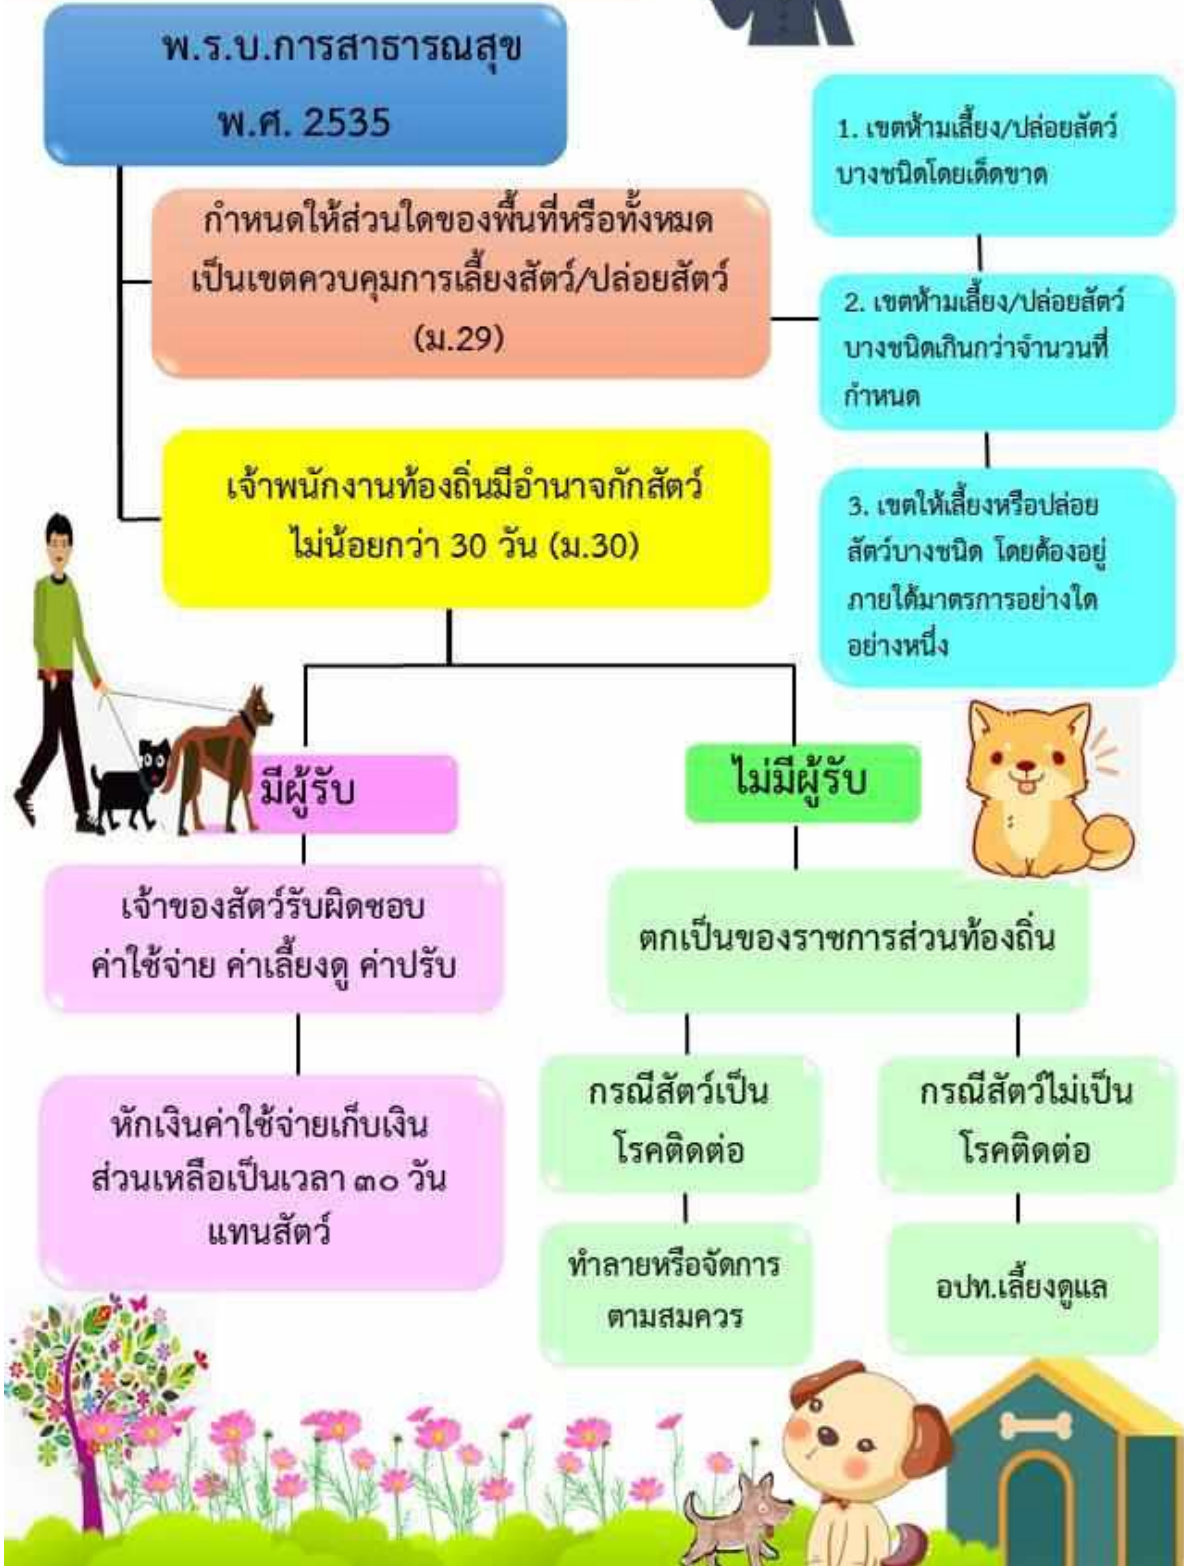 พ.ร.บ.การสาธารณสุข
พ.ศ. 2535
กำหนดให้ส่วนใดของพื้นที่หรือทั้งหมด
เป็นเขตควบคุมการเลี้ยงสัตว์/ปล่อยสัตว์
(ม.29)
1. เขตห้ามเลี้ยง/ปล่อยสัตว์
บางชนิดโดยเด็ดขาด
2. เขตห้ามเลี้ยง/ปล่อยสัตว์
บางชนิดเกินกว่าจำนวนที่
กำหนด
3. เขตให้เลี้ยงหรือปล่อย
สัตว์บางชนิด โดยต้องอยู่
ภายใต้มาตรการอย่างใด
อย่างหนึ่ง
เจ้าพนักงานท้องถิ่นมีอำนาจกักสัตว์
ไม่น้อยกว่า 30 วัน (ม.30)
มีผู้รับ
เจ้าของสัตว์รับผิดชอบ
ค่าใช้จ่าย ค่าเลี้ยงดู ค่าปรับ
หักเงินค่าใช้จ่ายเก็บเงิน
ส่วนเหลือเป็นเวลา ๓๐ วัน
แทนสัตว์
ไม่มีผู้รับ
ตกเป็นของราชการส่วนท้องถิ่น
กรณีสัตว์เป็น
โรคติดต่อ
ทำลายหรือจัดการ
ตามสมควร
กรณีสัตว์ไม่เป็น
โรคติดต่อ
อปท.เลี้ยงดูแล